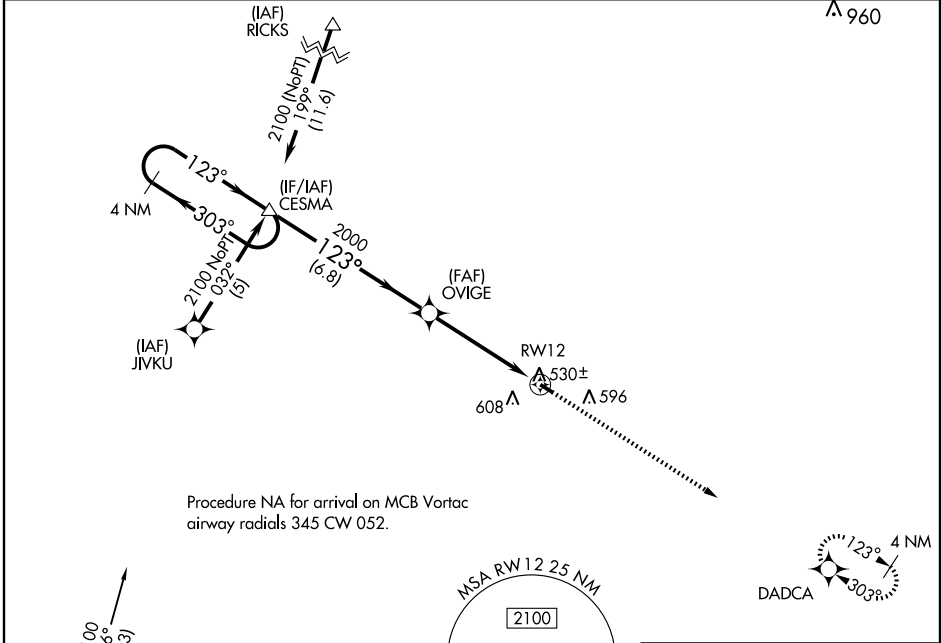 (IAF)
RICKS
960
2100 (NoPT)
199°
(11.6)
123°
4 NM
303°
(IF/IAF)
CESMA
2000
123°
(6.8)
2100 NoPT
032°
(5)
(FAF)
OVIGE
(IAF)
JIVKU
RW12
530±
608
596
Procedure NA for arrival on MCB Vortac
airway radials 345 CW 052.
MSA RW12 25 NM
2100
123°
4 NM
DADCA
303°